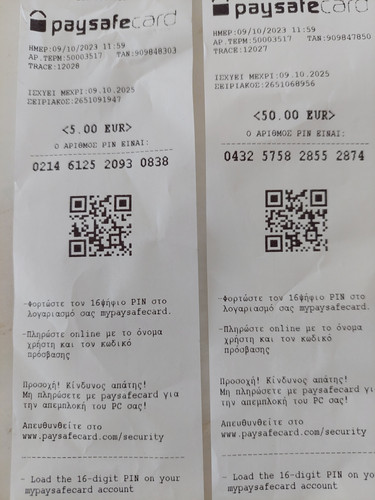 paysafecard
ΗΜΕΡ:09/10/2023 11:59
ΑΡ.ΤΕΡΜ:50003517 TAN:909848303
TRACE:12028
ΙΣΧΥΕΙ ΜΕΧΡΙ:09.10.2025
ΣΕΙΡΙΑΚΟΣ:2651091947
<5.00 EUR>
Ο ΑΡΙΘΜΟΣ PIN ΕΙΝΑΙ:
0214 6125 2093 0838
-Φορτώστε τον 16ψήφιο PIN στο
λογαριασμό σας mypaysafecard.
-Πληρώστε online με το όνομα
χρήστη και τον κωδικό
πρόσβασης
Προσοχή! Κίνδυνος απάτης!
Μη πληρώσετε με paysafecard για
την απεμπλοκή του PC σας!
Απευθυνθείτε στο
www.paysafecard.com/security
- Load the 16-digit PIN on your
mypaysafecard account
paysafecard
ΗΜΕΡ:09/10/2023 11:59
ΑΡ.ΤΕΡΜ:50003517 TAN:909847850
TRACE:12027
ΙΣΧΥΕΙ ΜΕΧΡΙ:09.10.2025
ΣΕΙΡΙΑΚΟΣ:2651068956
<50.00 EUR>
Ο ΑΡΙΘΜΟΣ PIN ΕΙΝΑΙ:
0432 5758 2855 2874
-Φορτώστε τον 16ψήφιο PIN στο
λογαριασμό σας mypaysafecard.
-Πληρώστε online με το όνομα
χρήστη και τον κωδικό
πρόσβασης
Προσοχή! Κίνδυνος απάτης!
Μη πληρώσετε με paysafecard για
την απεμπλοκή του PC σας!
Απευθυνθείτε στο
www.paysafecard.com/security
- Load the 16-digit PIN on your
mypaysafecard account